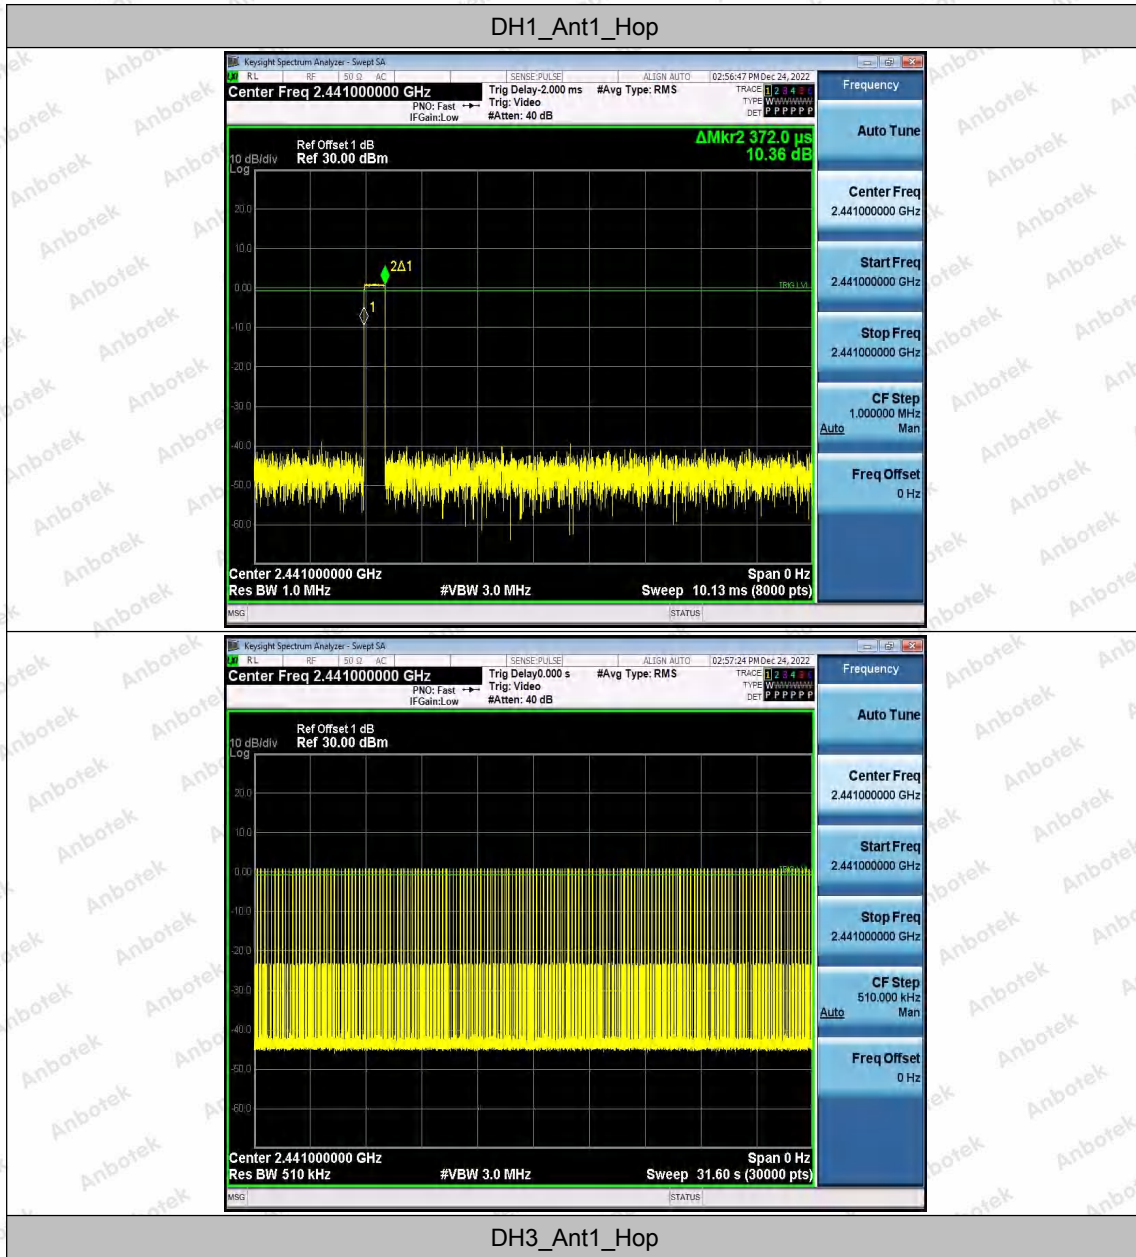 DH1_Ant1_Hop
Keysight Spectrum Analyzer - Swept SA
RL RF 50 Ω AC SENSE:PULSE ALIGN AUTO 02:56:47 PM Dec 24, 2022
Center Freq 2.441000000 GHz
PNO: Fast
IFGain:Low
Trig Delay-2.000 ms
Trig: Video
#Atten: 40 dB
#Avg Type: RMS
TRACE 1 2 3 4 5 6
TYPE WWWWWW
DET P P P P P P
Frequency
Auto Tune
Center Freq
2.441000000 GHz
Start Freq
2.441000000 GHz
Stop Freq
2.441000000 GHz
CF Step
1.000000 MHz
Auto Man
Freq Offset
0 Hz
ΔMkr2 372.0 µs
10.36 dB
Ref Offset 1 dB
10 dB/div Ref 30.00 dBm
Log
20.0
10.0
0.00
-10.0
-20.0
-30.0
-40.0
-50.0
-60.0
2Δ1
1
TRIG LVL
Center 2.441000000 GHz Span 0 Hz
Res BW 1.0 MHz #VBW 3.0 MHz Sweep 10.13 ms (8000 pts)
MSG STATUS
Keysight Spectrum Analyzer - Swept SA
RL RF 50 Ω AC SENSE:PULSE ALIGN AUTO 02:57:24 PM Dec 24, 2022
Center Freq 2.441000000 GHz
PNO: Fast
IFGain:Low
Trig Delay0.000 s
Trig: Video
#Atten: 40 dB
#Avg Type: RMS
TRACE 1 2 3 4 5 6
TYPE WWWWWW
DET P P P P P P
Frequency
Auto Tune
Center Freq
2.441000000 GHz
Start Freq
2.441000000 GHz
Stop Freq
2.441000000 GHz
CF Step
510.000 kHz
Auto Man
Freq Offset
0 Hz
Ref Offset 1 dB
10 dB/div Ref 30.00 dBm
Log
20.0
10.0
0.00
-10.0
-20.0
-30.0
-40.0
-50.0
-60.0
TRIG LVL
Center 2.441000000 GHz Span 0 Hz
Res BW 510 kHz #VBW 3.0 MHz Sweep 31.60 s (30000 pts)
MSG STATUS
DH3_Ant1_Hop
Anbotek